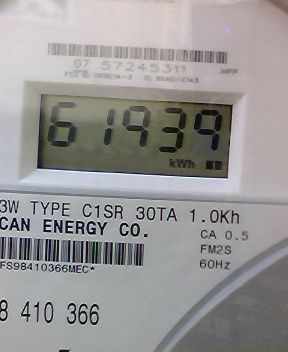 07 57245311
61939
kWh
3W TYPE C1SR 30TA 1.0Kh
CAN ENERGY CO.
CA 0.5
FM2S
FS98410366MEC*
60Hz
8 410 366